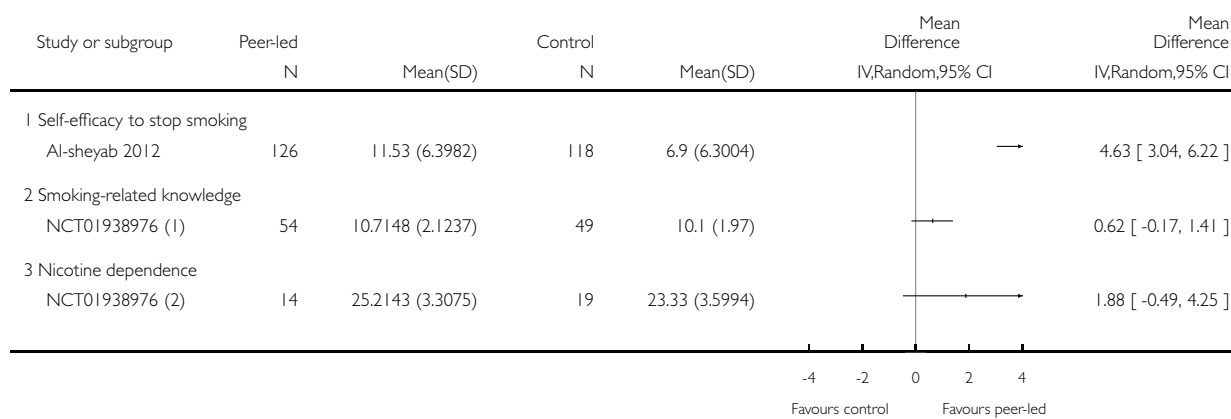 Mean Mean
Study or subgroup Peer-led Control Difference Difference
N Mean(SD) N Mean(SD) IV,Random,95% CI IV,Random,95% CI
1 Self-efficacy to stop smoking
Al-sheyab 2012 126 11.53 (6.3982) 118 6.9 (6.3004) 4.63 [ 3.04, 6.22 ]
2 Smoking-related knowledge
NCT01938976 (1) 54 10.7148 (2.1237) 49 10.1 (1.97) 0.62 [ -0.17, 1.41 ]
3 Nicotine dependence
NCT01938976 (2) 14 25.2143 (3.3075) 19 23.33 (3.5994) 1.88 [ -0.49, 4.25 ]
-4 -2 0 2 4
Favours control Favours peer-led